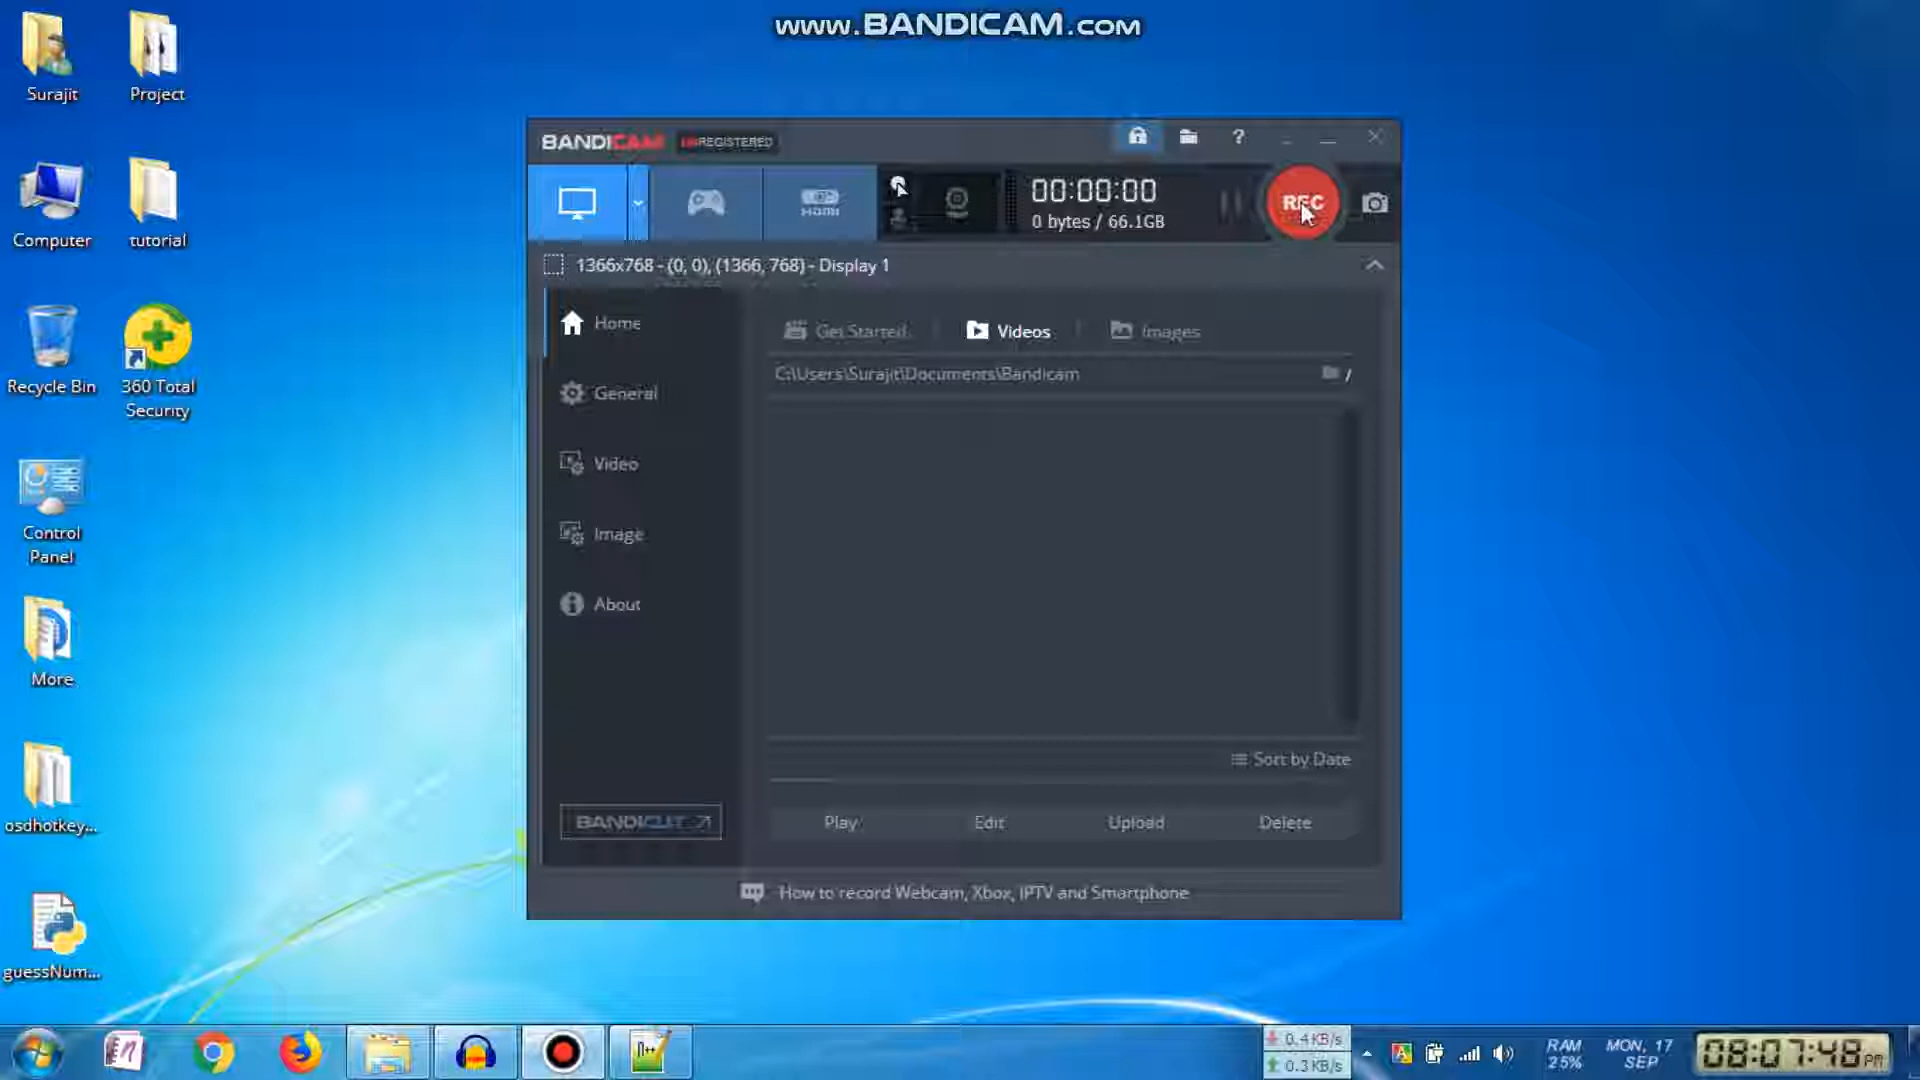 www.BANDICAM.com
Surajit
Project
BANDICAM UNREGISTERED
?
Computer
tutorial
HDMI
00:00:00
0 bytes / 66.1GB
REC
1366x768 - (0, 0), (1366, 768) - Display 1
Home
Get Started
Videos
Images
C:\Users\Surajit\Documents\Bandicam
Recycle Bin
360 Total
Security
General
Video
Image
About
Control
Panel
More
osdhotkey...
guessNum...
Sort by Date
BANDICUT
Play
Edit
Upload
Delete
How to record Webcam, Xbox, IPTV and Smartphone
0.4 KB/s
0.3 KB/s
RAM
25%
MON, 17
SEP
08:07:48 PM